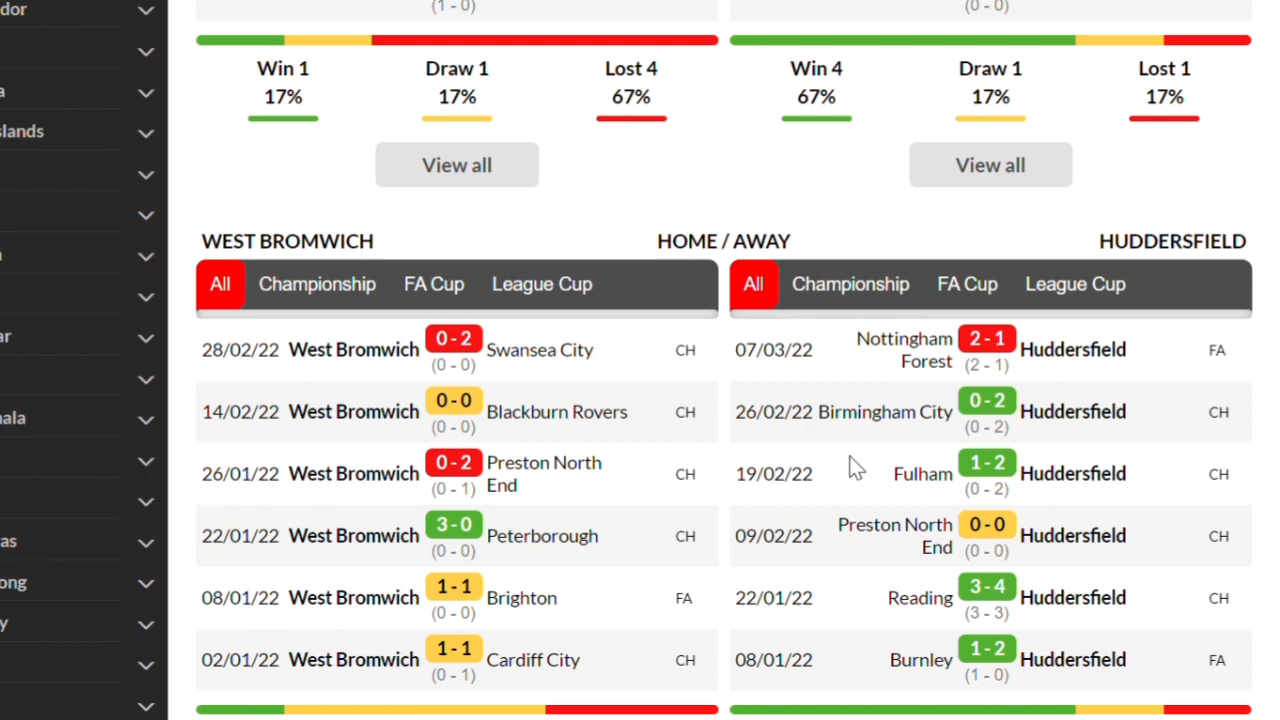 dor
a
slands
ar
nala
as
ong
y
(1 - 0)
(0 - 0)
Win 1 Draw 1 Lost 4
17% 17% 67%
Win 4 Draw 1 Lost 1
67% 17% 17%
View all
View all
WEST BROMWICH HOME / AWAY HUDDERSFIELD
All Championship FA Cup League Cup
28/02/22 West Bromwich 0 - 2 Swansea City CH
(0 - 0)
14/02/22 West Bromwich 0 - 0 Blackburn Rovers CH
(0 - 0)
26/01/22 West Bromwich 0 - 2 Preston North End CH
(0 - 1)
22/01/22 West Bromwich 3 - 0 Peterborough CH
(0 - 0)
08/01/22 West Bromwich 1 - 1 Brighton FA
(0 - 0)
02/01/22 West Bromwich 1 - 1 Cardiff City CH
(0 - 1)
All Championship FA Cup League Cup
07/03/22 Nottingham Forest 2 - 1 Huddersfield FA
(2 - 1)
26/02/22 Birmingham City 0 - 2 Huddersfield CH
(0 - 2)
19/02/22 Fulham 1 - 2 Huddersfield CH
(0 - 2)
09/02/22 Preston North End 0 - 0 Huddersfield CH
(0 - 0)
22/01/22 Reading 3 - 4 Huddersfield CH
(3 - 3)
08/01/22 Burnley 1 - 2 Huddersfield FA
(1 - 0)